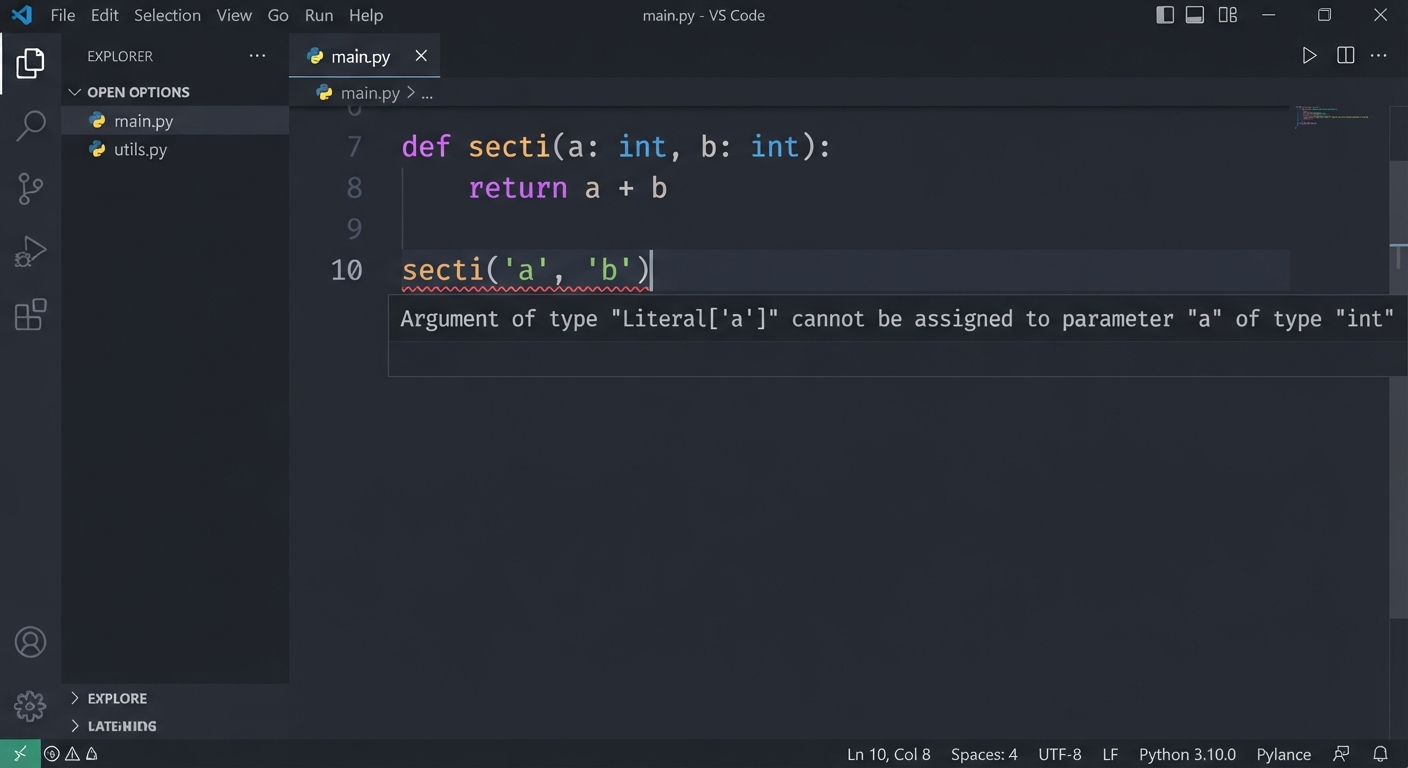 File Edit Selection View Go Run Help
main.py - VS Code
EXPLORER ...
OPEN OPTIONS
main.py
utils.py
EXPLORE
main.py
main.py > ...
6
7 def secti(a: int, b: int):
8     return a + b
9
10 secti('a', 'b')
Argument of type "Literal['a']" cannot be assigned to parameter "a" of type "int"
Ln 10, Col 8 Spaces: 4 UTF-8 LF Python 3.10.0 Pylance